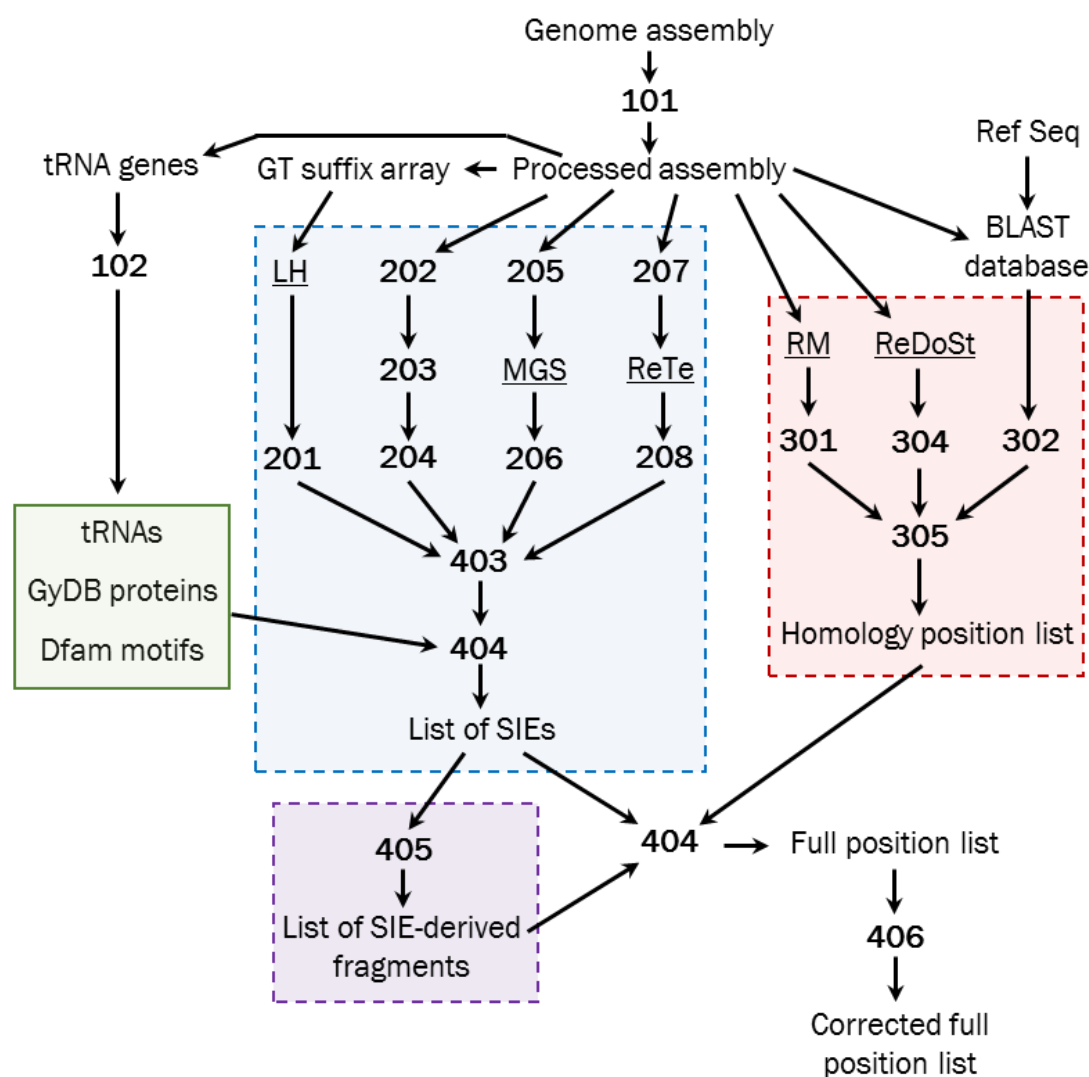 Genome assembly
101
Ref Seq
tRNA genes
GT suffix array
Processed assembly
BLAST
database
102
LH
202
205
207
RM
ReDoSt
203
MGS
ReTe
201
204
206
208
301
304
302
403
305
tRNAs
GyDB proteins
Dfam motifs
404
Homology position list
List of SIEs
405
404
Full position list
List of SIE-derived
fragments
406
Corrected full
position list